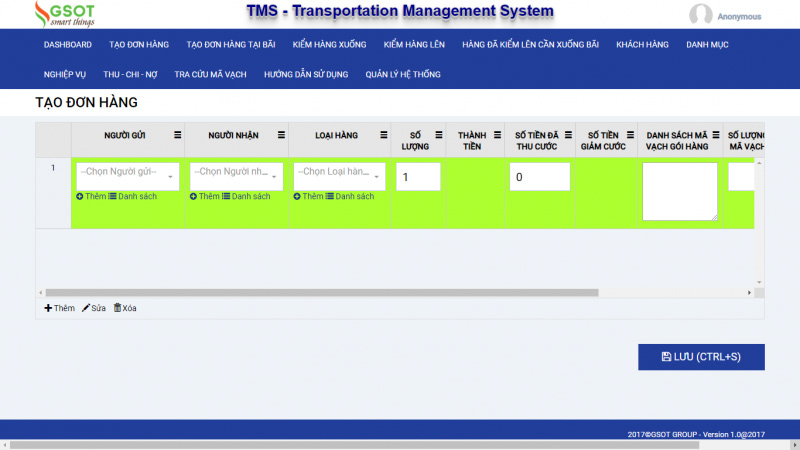 GSOT
smart things
TMS - Transportation Management System
Anonymous
DASHBOARD TẠO ĐƠN HÀNG TẠO ĐƠN HÀNG TẠI BÃI KIỂM HÀNG XUỐNG KIỂM HÀNG LÊN HÀNG ĐÃ KIỂM LÊN CẦN XUỐNG BÃI KHÁCH HÀNG DANH MỤC
NGHIỆP VỤ THU - CHI - NỢ TRA CỨU MÃ VẠCH HƯỚNG DẪN SỬ DỤNG QUẢN LÝ HỆ THỐNG
TẠO ĐƠN HÀNG
NGƯỜI GỬI NGƯỜI NHẬN LOẠI HÀNG SỐ LƯỢNG THÀNH TIỀN SỐ TIỀN ĐÃ THU CƯỚC SỐ TIỀN GIẢM CƯỚC DANH SÁCH MÃ VẠCH GÓI HÀNG SỐ LƯỢNG MÃ VẠCH
1 --Chọn Người gửi-- --Chọn Người nh... --Chọn Loại hàn... 1 0
Thêm Danh sách Thêm Danh sách Thêm Danh sách
Thêm Sửa Xóa
LƯU (CTRL+S)
2017©GSOT GROUP - Version 1.0@2017